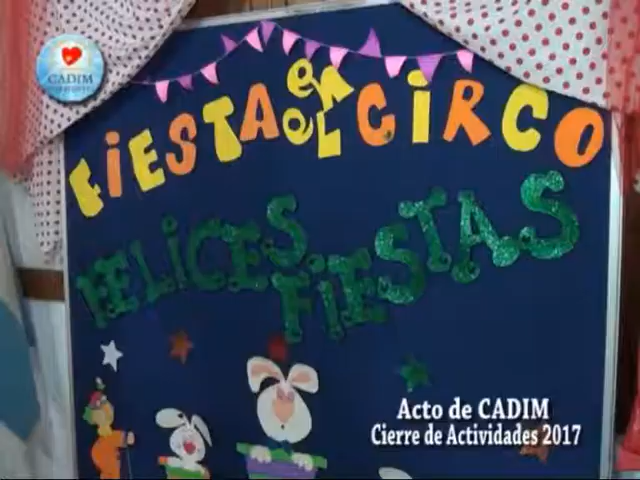 CADIM
FIESTA en eL CiRCO
FELiCES FiESTAS
Acto de CADIM
Cierre de Actividades 2017